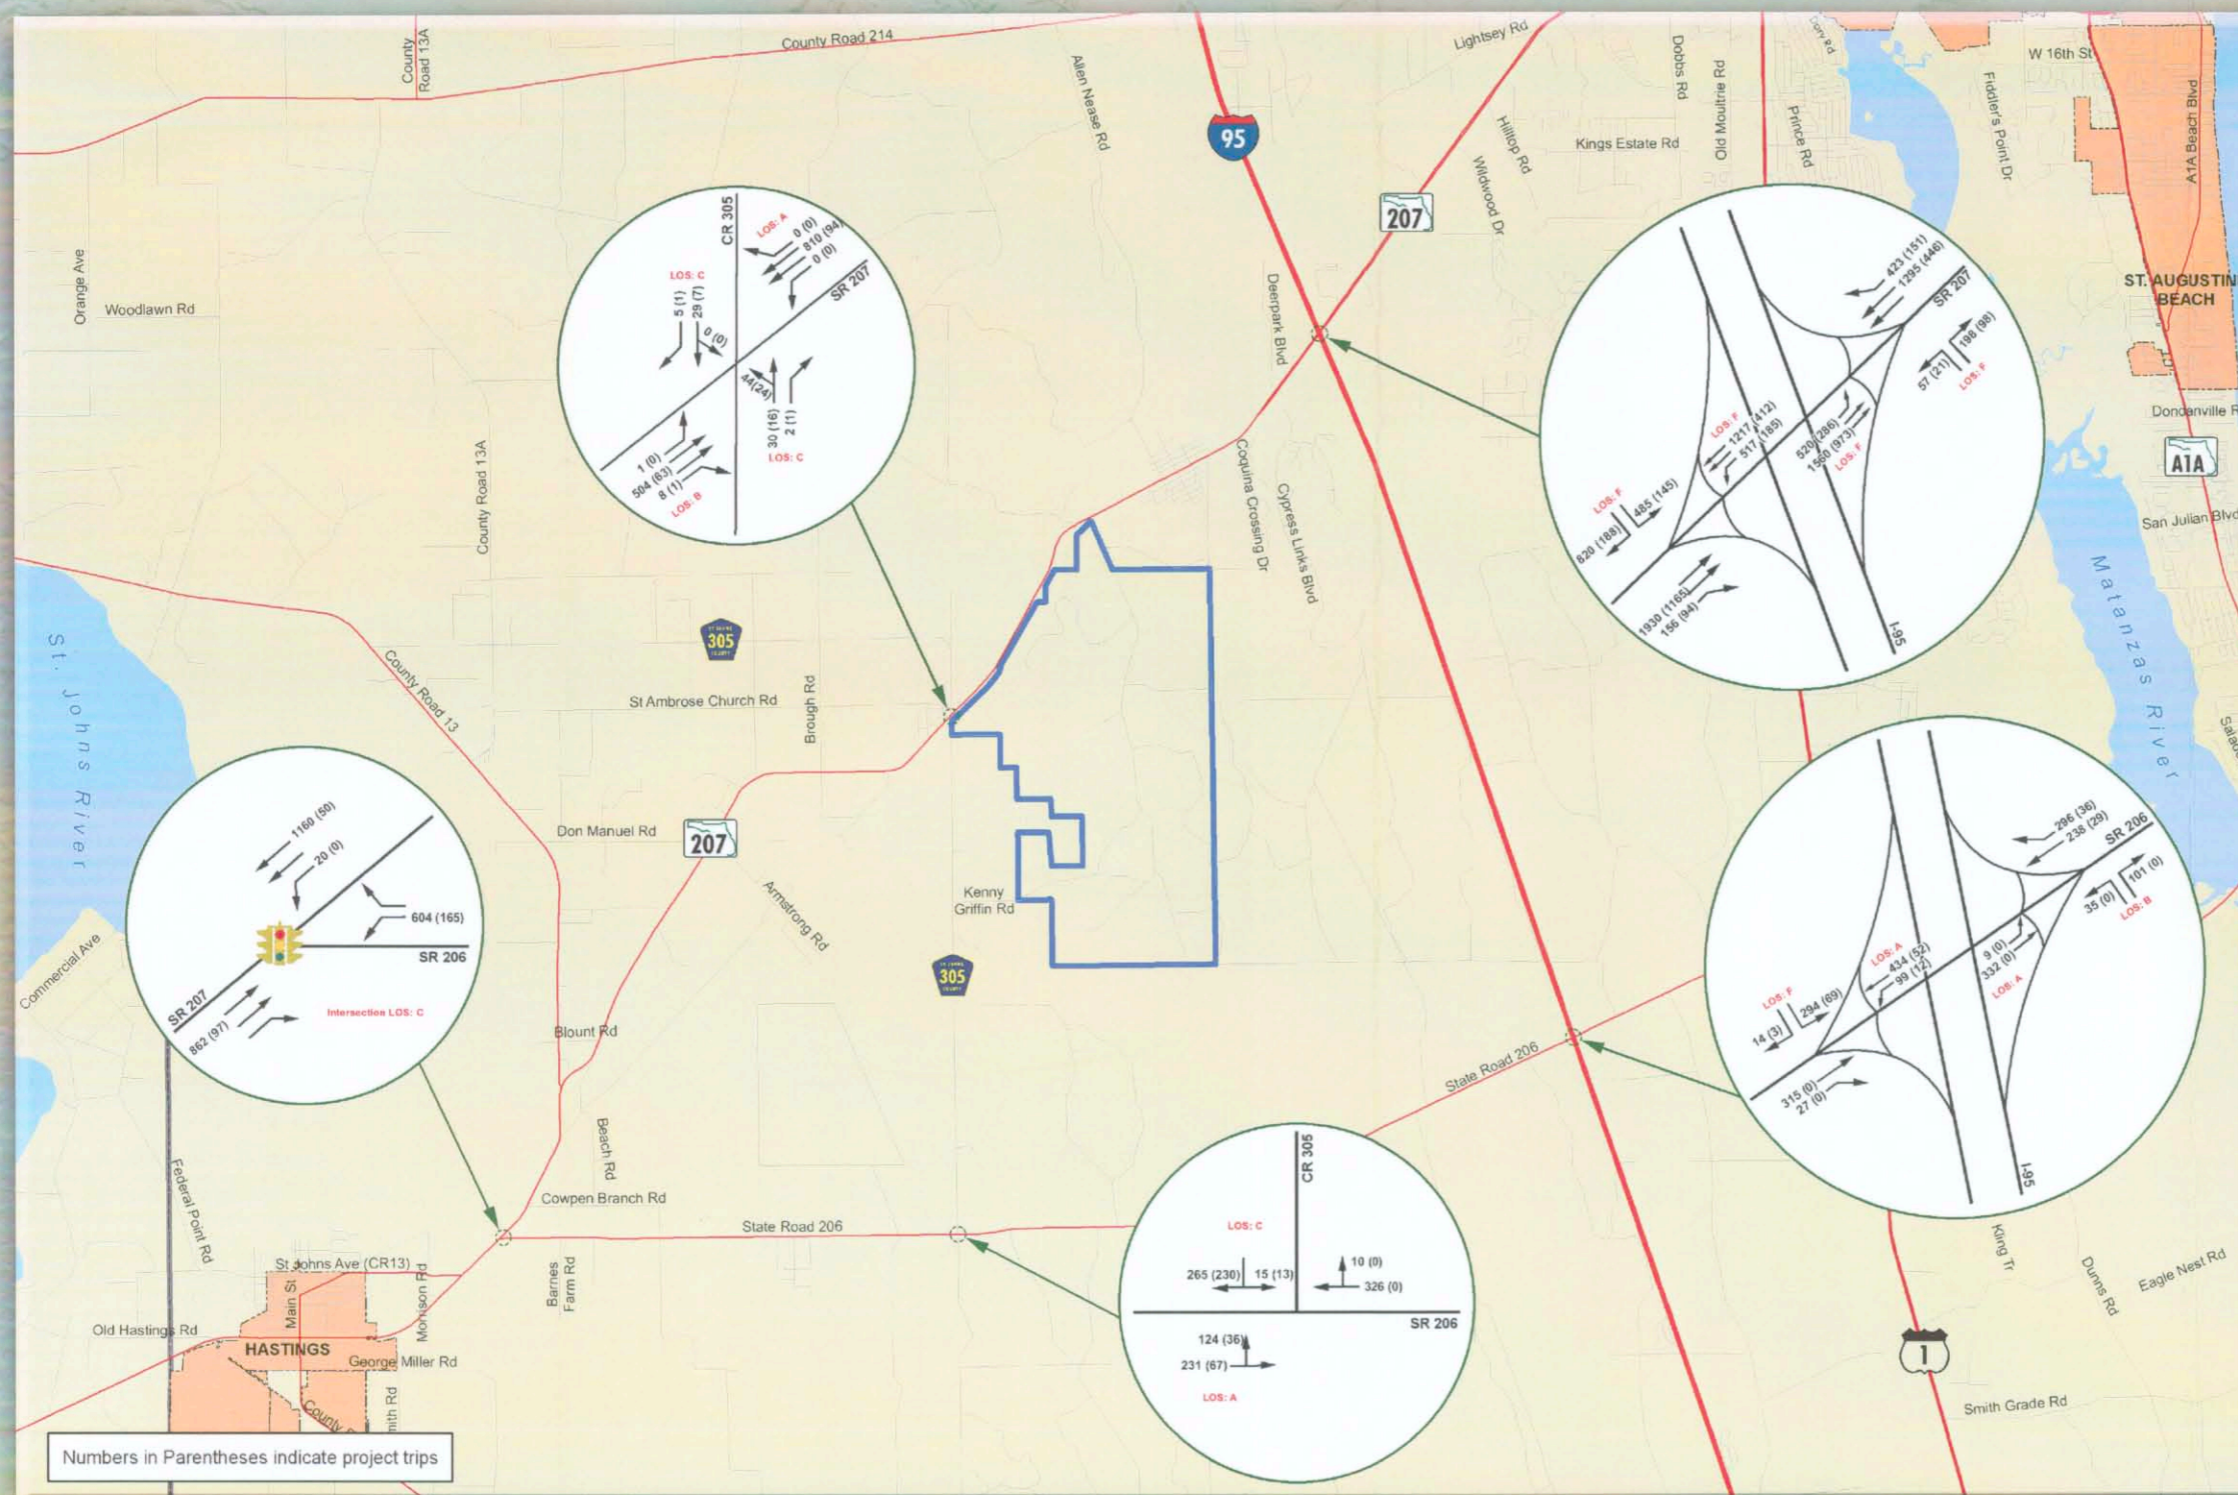 County
Road 13A
County Road 214
Allen Nease Rd
95
Lightsey Rd
207
Hilltop Rd
Wildwood Dr
Dobbs Rd
Old Moultrie Rd
Kings Estate Rd
Prince Rd
Fiddler's Point Dr
W 16th St
A1A Beach Blvd
ST. AUGUSTIN
BEACH
A1A
San Julian Blvd
Matanzas River
Orange Ave
Woodlawn Rd
County Road 13A
CR 305
LOS: A
0 (0)
810 (94)
0 (0)
SR 207
LOS: C
5 (1)
29 (7)
0 (0)
44(24)
30 (16)
2 (1)
LOS: C
1 (0)
504 (63)
8 (1)
LOS: B
Deerpark Blvd
Coquina Crossing Dr
Cypress Links Blvd
423 (151)
1295 (446)
SR 207
198 (98)
57 (21)
LOS: F
LOS: F
1217 (412)
517 (185)
520 (286)
1560 (973)
LOS: F
LOS: F
485 (145)
820 (188)
1930 (1165)
156 (94)
I-95
St. Johns River
County Road 13
305
St Ambrose Church Rd
Brough Rd
Don Manuel Rd
207
Armstrong Rd
Kenny
Griffin Rd
305
1160 (50)
20 (0)
604 (165)
SR 206
SR 207
862 (97)
Intersection LOS: C
Commercial Ave
Blount Rd
Beach Rd
Cowpen Branch Rd
State Road 206
State Road 206
296 (36)
238 (29)
SR 206
101 (0)
35 (0)
LOS: B
LOS: A
434 (52)
99 (12)
9 (0)
332 (0)
LOS: A
LOS: F
294 (69)
14 (3)
315 (0)
27 (0)
I-95
Federal Point Rd
St Johns Ave (CR13)
Main St
Morrison Rd
Barnes
Farm Rd
Old Hastings Rd
HASTINGS
George Miller Rd
CR 305
LOS: C
265 (230)
15 (13)
10 (0)
326 (0)
SR 206
124 (36)
231 (67)
LOS: A
Kling Tr
Dunns Rd
Eagle Nest Rd
1
Smith Grade Rd
Numbers in Parentheses indicate project trips